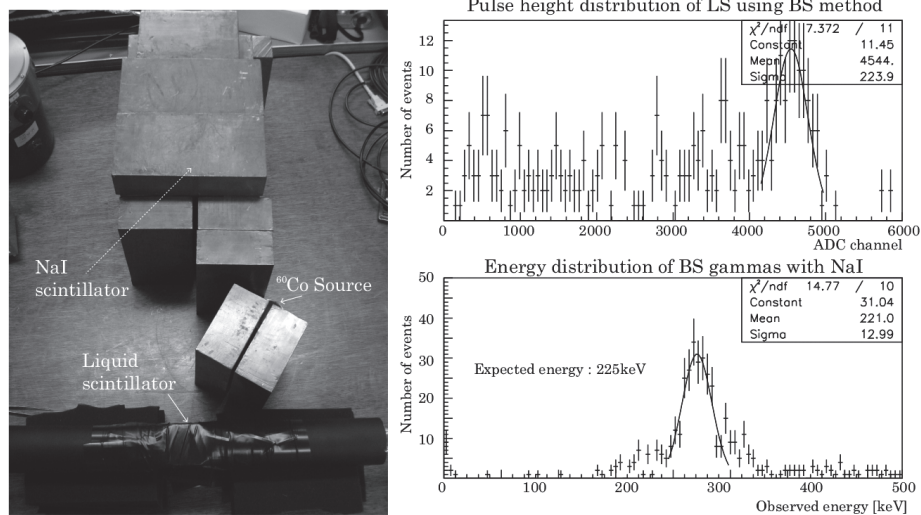 NaI
scintillator
⁶⁰Co Source
Liquid
scintillator
Pulse height distribution of LS using BS method
Number of events
12
10
8
6
4
2
0
1000
2000
3000
4000
5000
6000
ADC channel
χ²/ndf 7.372 / 11
Constant 11.45
Mean 4544.
Sigma 223.9
Energy distribution of BS gammas with NaI
Number of events
50
40
30
20
10
0
100
200
300
400
500
Observed energy [keV]
χ²/ndf 14.77 / 10
Constant 31.04
Mean 221.0
Sigma 12.99
Expected energy : 225keV